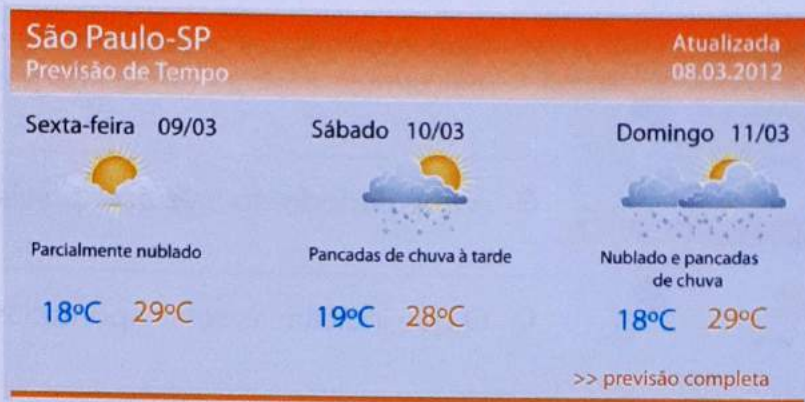 São Paulo-SP
Previsão de Tempo
Atualizada
08.03.2012
Sexta-feira 09/03
Parcialmente nublado
18ºC 29ºC
Sábado 10/03
Pancadas de chuva à tarde
19ºC 28ºC
Domingo 11/03
Nublado e pancadas
de chuva
18ºC 29ºC
>> previsão completa